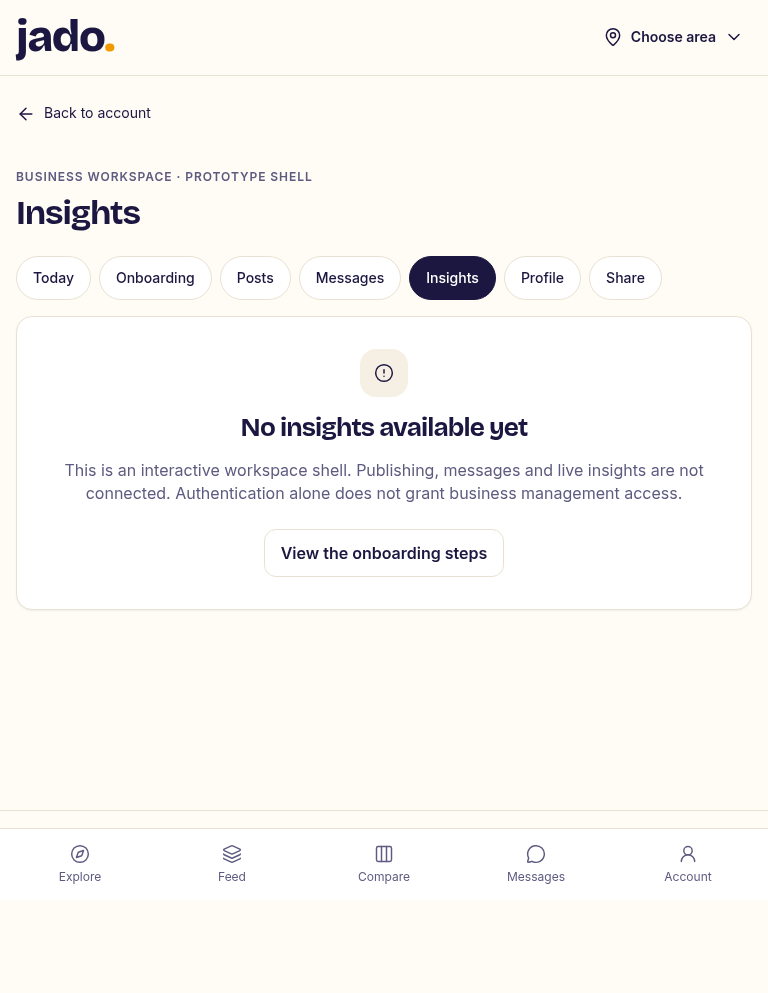 jado.
Choose area
Back to account
BUSINESS WORKSPACE · PROTOTYPE SHELL
Insights
Today
Onboarding
Posts
Messages
Insights
Profile
Share
No insights available yet
This is an interactive workspace shell. Publishing, messages and live insights are not
connected. Authentication alone does not grant business management access.
View the onboarding steps
Explore
Feed
Compare
Messages
Account